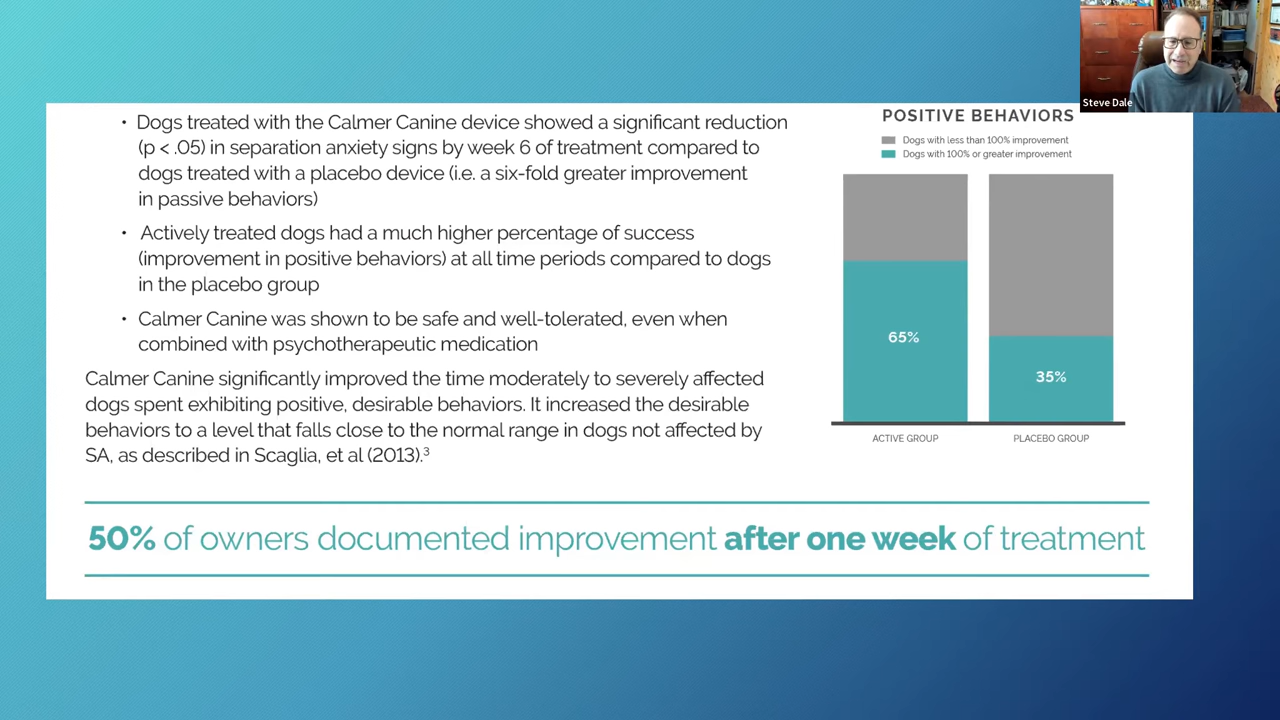 Steve Dale
• Dogs treated with the Calmer Canine device showed a significant reduction
(p < .05) in separation anxiety signs by week 6 of treatment compared to
dogs treated with a placebo device (i.e. a six-fold greater improvement
in passive behaviors)
• Actively treated dogs had a much higher percentage of success
(improvement in positive behaviors) at all time periods compared to dogs
in the placebo group
• Calmer Canine was shown to be safe and well-tolerated, even when
combined with psychotherapeutic medication
Calmer Canine significantly improved the time moderately to severely affected
dogs spent exhibiting positive, desirable behaviors. It increased the desirable
behaviors to a level that falls close to the normal range in dogs not affected by
SA, as described in Scaglia, et al (2013).³
POSITIVE BEHAVIORS
Dogs with less than 100% improvement
Dogs with 100% or greater improvement
65%
35%
ACTIVE GROUP
PLACEBO GROUP
50% of owners documented improvement after one week of treatment